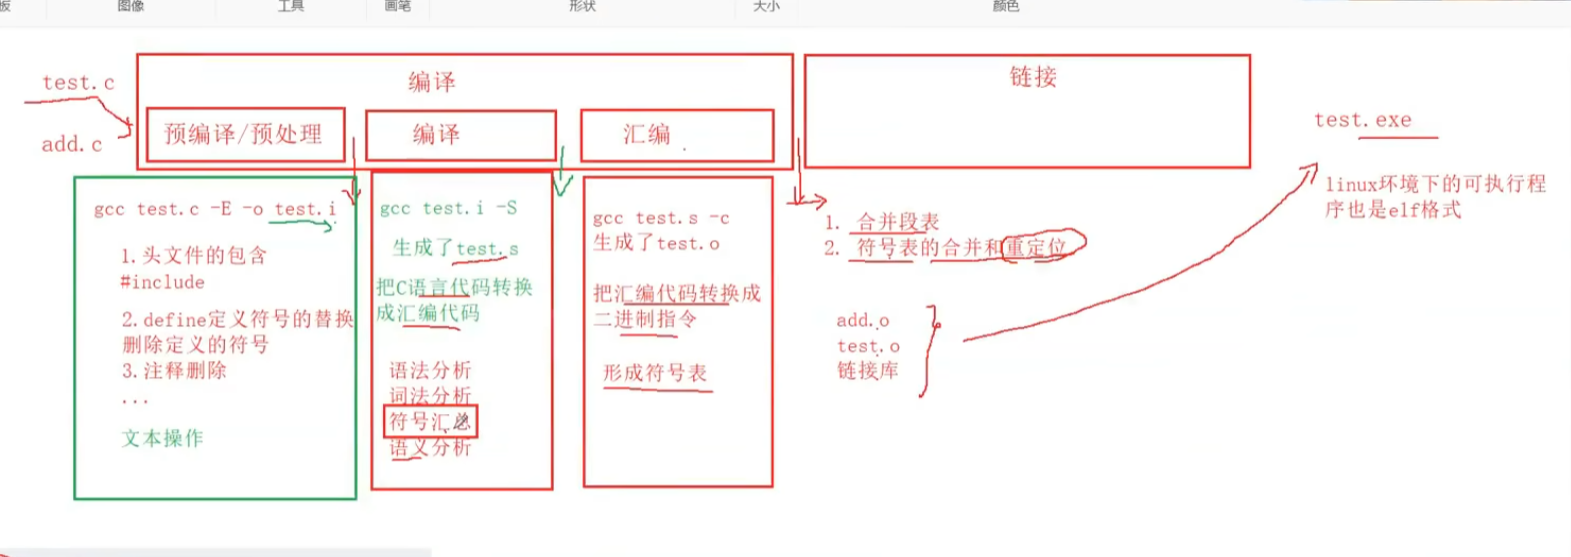 图像
工具
画笔
形状
大小
颜色
test.c
add.c
编译
预编译/预处理
编译
汇编
链接
test.exe
linux环境下的可执行程
序也是elf格式
gcc test.c -E -o test.i
1.头文件的包含
#include
2.define定义符号的替换
删除定义的符号
3.注释删除
...
文本操作
gcc test.i -S
生成了test.s
把C语言代码转换
成汇编代码
语法分析
词法分析
符号汇总
语义分析
gcc test.s -c
生成了test.o
把汇编代码转换成
二进制指令
形成符号表
1. 合并段表
2. 符号表的合并和重定位
add.o
test.o
链接库